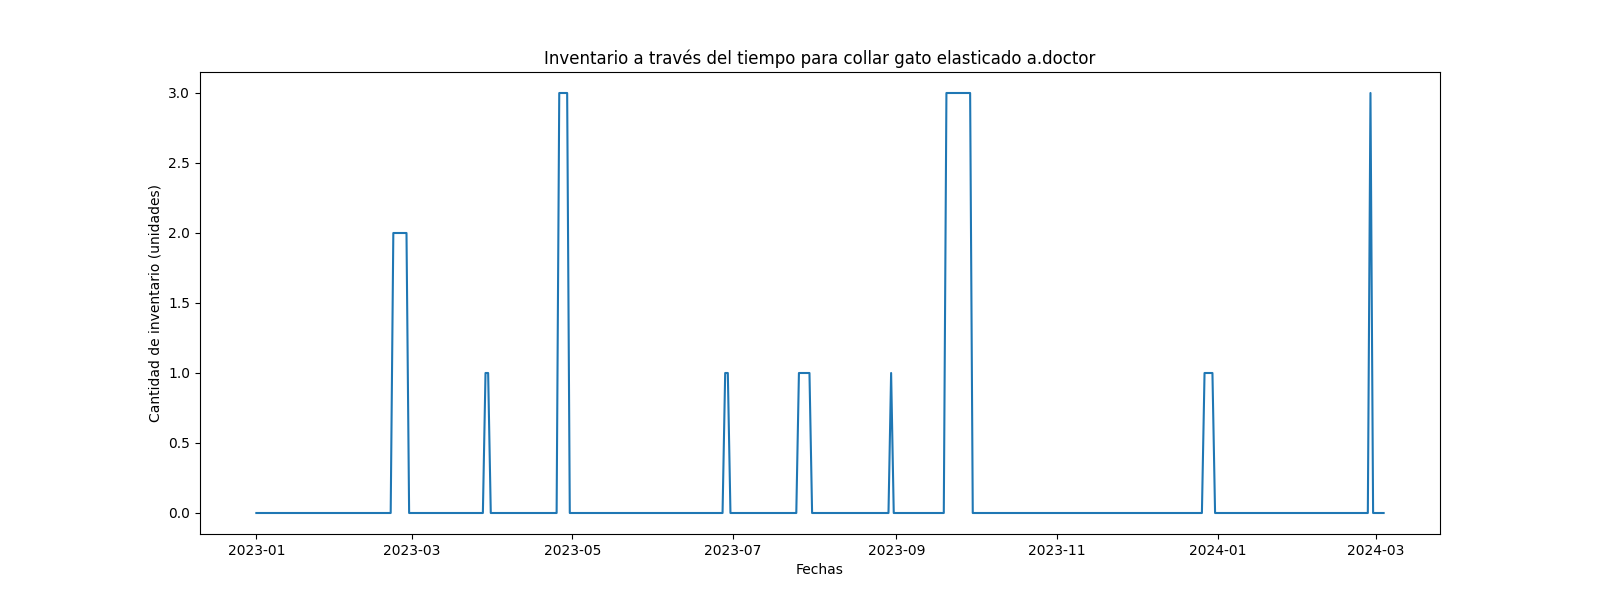 Inventario a través del tiempo para collar gato elasticado a.doctor
3.0
2.5
2.0
1.5
1.0
0.5
0.0
Cantidad de inventario (unidades)
2023-01 2023-03 2023-05 2023-07 2023-09 2023-11 2024-01 2024-03
Fechas